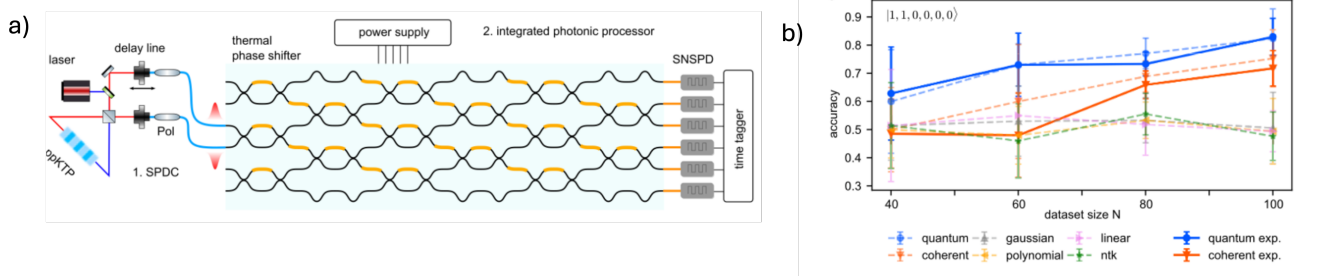 a)
laser
delay line
thermal
phase shifter
power supply
2. integrated photonic processor
SNSPD
Pol
ppKTP
1. SPDC
time tagger
b)
|1,1,0,0,0,0⟩
accuracy
0.9
0.8
0.7
0.6
0.5
0.4
0.3
40
60
80
100
dataset size N
quantum
gaussian
linear
quantum exp.
coherent
polynomial
ntk
coherent exp.